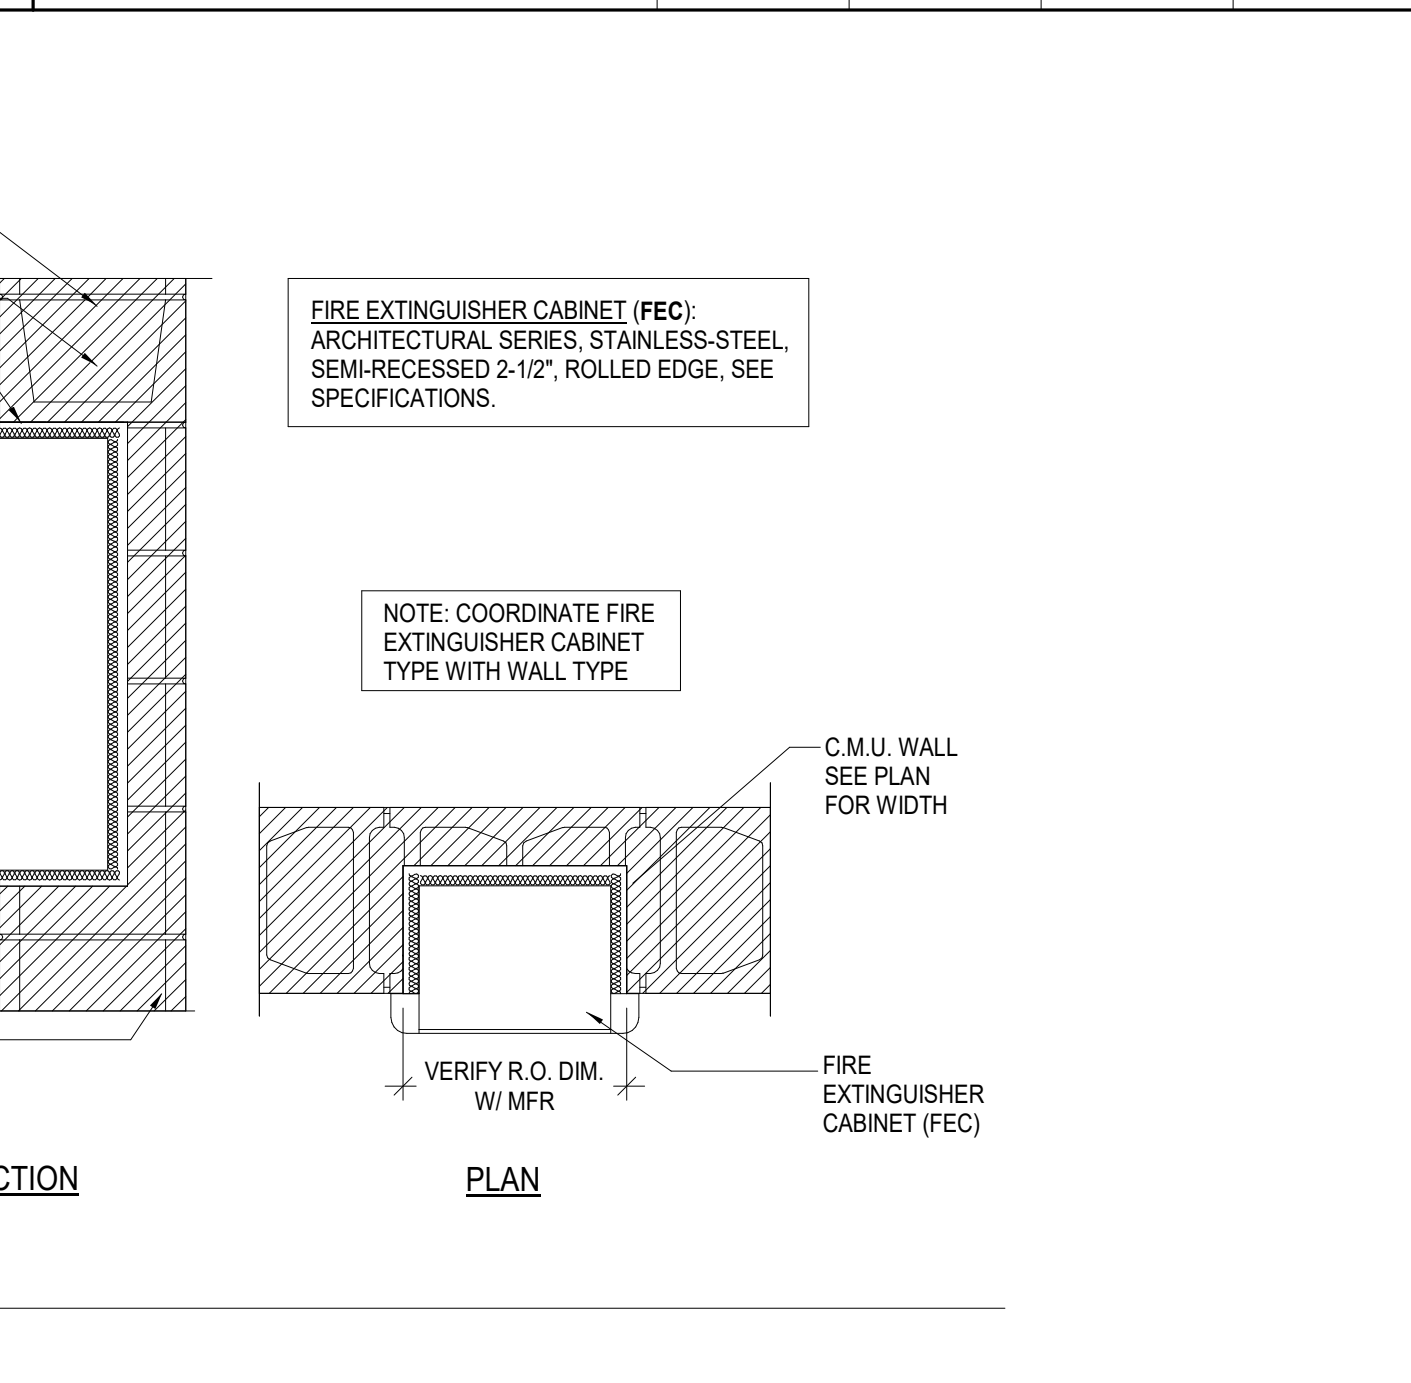 FIRE EXTINGUISHER CABINET (FEC):
ARCHITECTURAL SERIES, STAINLESS-STEEL,
SEMI-RECESSED 2-1/2", ROLLED EDGE, SEE
SPECIFICATIONS.
NOTE: COORDINATE FIRE
EXTINGUISHER CABINET
TYPE WITH WALL TYPE
C.M.U. WALL
SEE PLAN
FOR WIDTH
VERIFY R.O. DIM.
W/ MFR
FIRE
EXTINGUISHER
CABINET (FEC)
CTION
PLAN